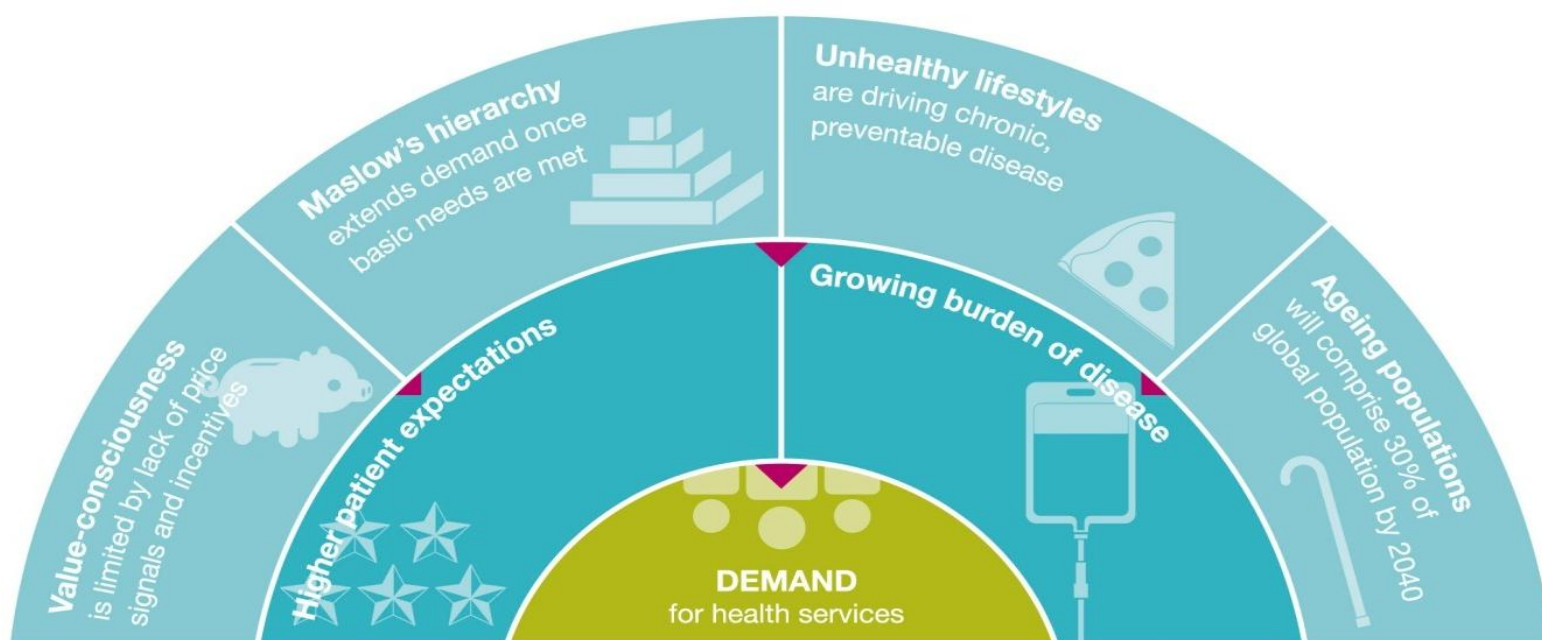 Value-consciousness
is limited by lack of price
signals and incentives
Maslow's hierarchy
extends demand once
basic needs are met
Unhealthy lifestyles
are driving chronic,
preventable disease
Ageing populations
will comprise 30% of
global population by 2040
Higher patient expectations
Growing burden of disease
DEMAND
for health services